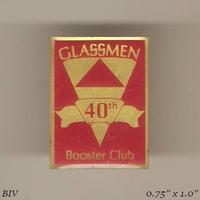 GLASSMEN
40th
Booster Club
BIV 0.75" x 1.0"